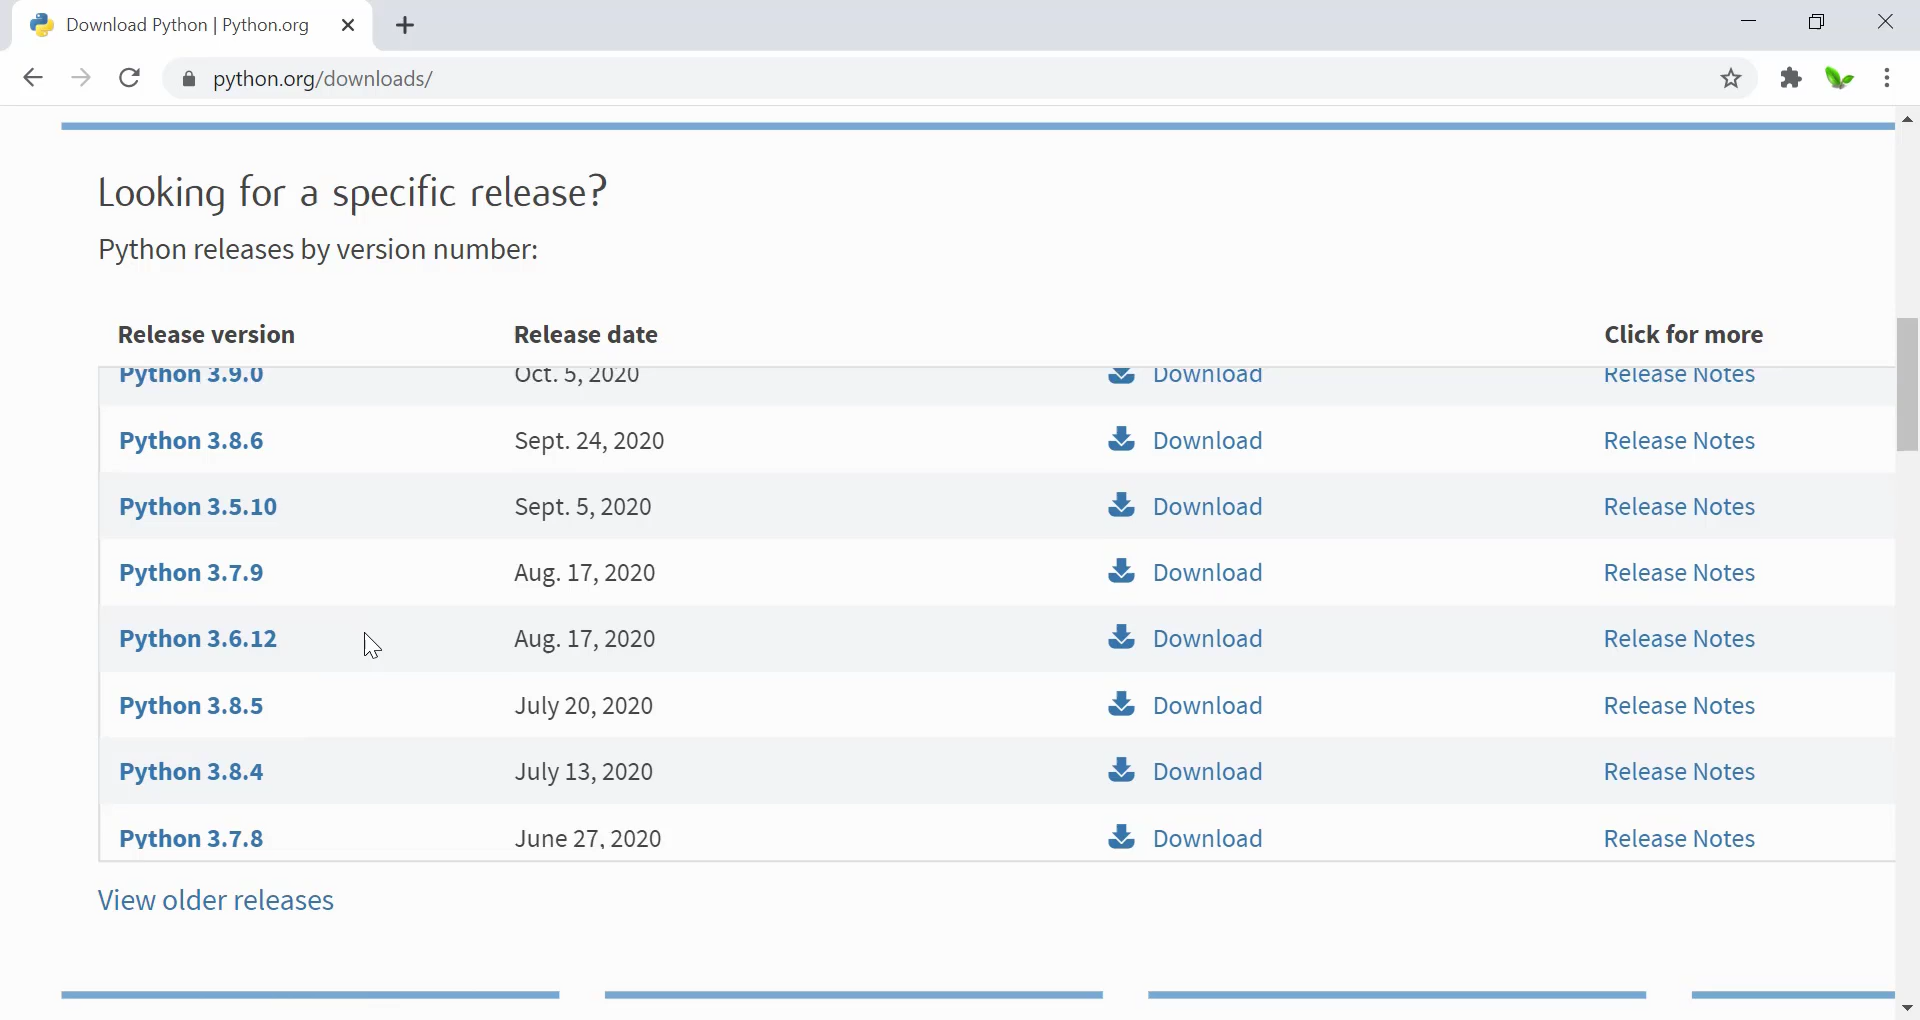 Download Python | Python.org
python.org/downloads/
Looking for a specific release?
Python releases by version number:
Release version Release date Click for more
Python 3.9.0 Oct. 5, 2020 Download Release Notes
Python 3.8.6 Sept. 24, 2020 Download Release Notes
Python 3.5.10 Sept. 5, 2020 Download Release Notes
Python 3.7.9 Aug. 17, 2020 Download Release Notes
Python 3.6.12 Aug. 17, 2020 Download Release Notes
Python 3.8.5 July 20, 2020 Download Release Notes
Python 3.8.4 July 13, 2020 Download Release Notes
Python 3.7.8 June 27, 2020 Download Release Notes
View older releases